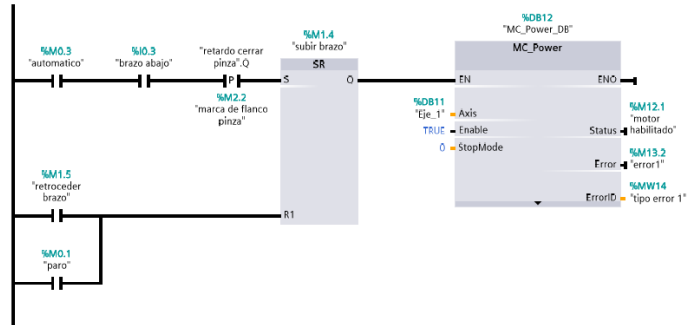 %DB12
"MC_Power_DB"
MC_Power
EN
ENO
%DB11
"Eje_1"
Axis
TRUE
Enable
0
StopMode
Status
%M12.1
"motor
habilitado"
Error
%M13.2
"error1"
ErrorID
%MW14
"tipo error 1"
%M1.4
"subir brazo"
SR
S
Q
R1
%M0.3
"automatico"
%I0.3
"brazo abajo"
"retardo cerrar
pinza".Q
P
%M2.2
"marca de flanco
pinza"
%M1.5
"retroceder
brazo"
%M0.1
"paro"